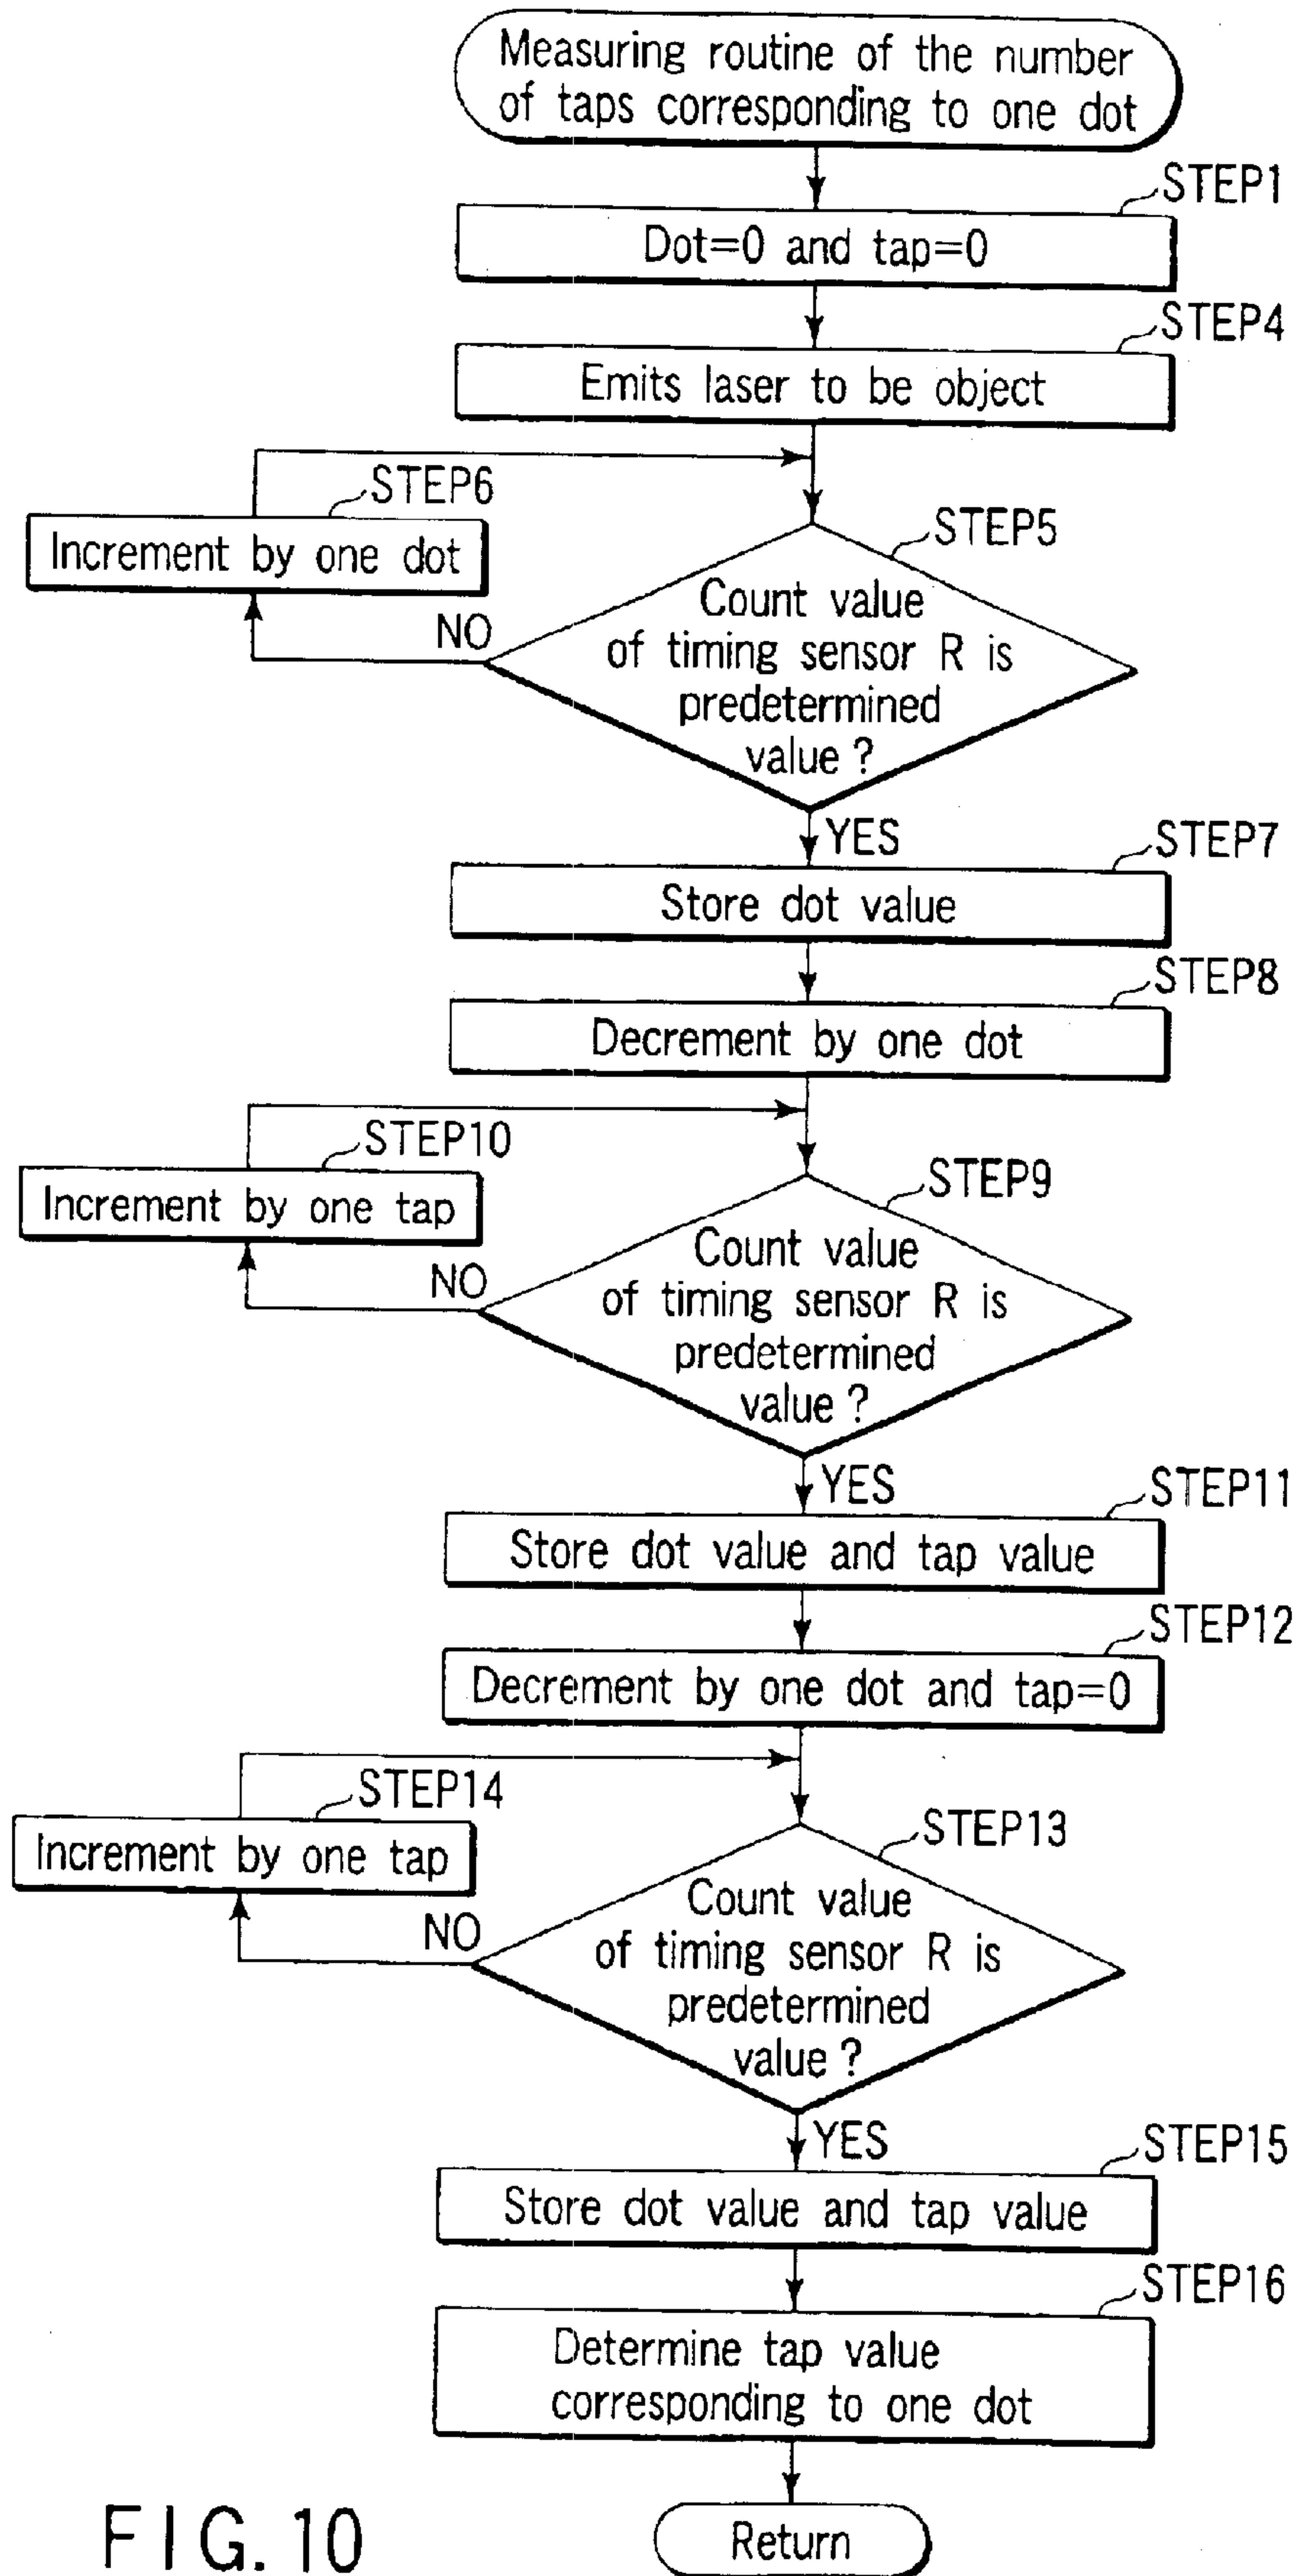 Measuring routine of the number
of taps corresponding to one dot
STEP1
Dot=0 and tap=0
STEP4
Emits laser to be object
STEP6
Increment by one dot
STEP5
Count value
of timing sensor R is
predetermined
value ?
NO
YES
STEP7
Store dot value
STEP8
Decrement by one dot
STEP10
Increment by one tap
STEP9
Count value
of timing sensor R is
predetermined
value ?
NO
YES
STEP11
Store dot value and tap value
STEP12
Decrement by one dot and tap=0
STEP14
Increment by one tap
STEP13
Count value
of timing sensor R is
predetermined
value ?
NO
YES
STEP15
Store dot value and tap value
STEP16
Determine tap value
corresponding to one dot
Return
FIG. 10